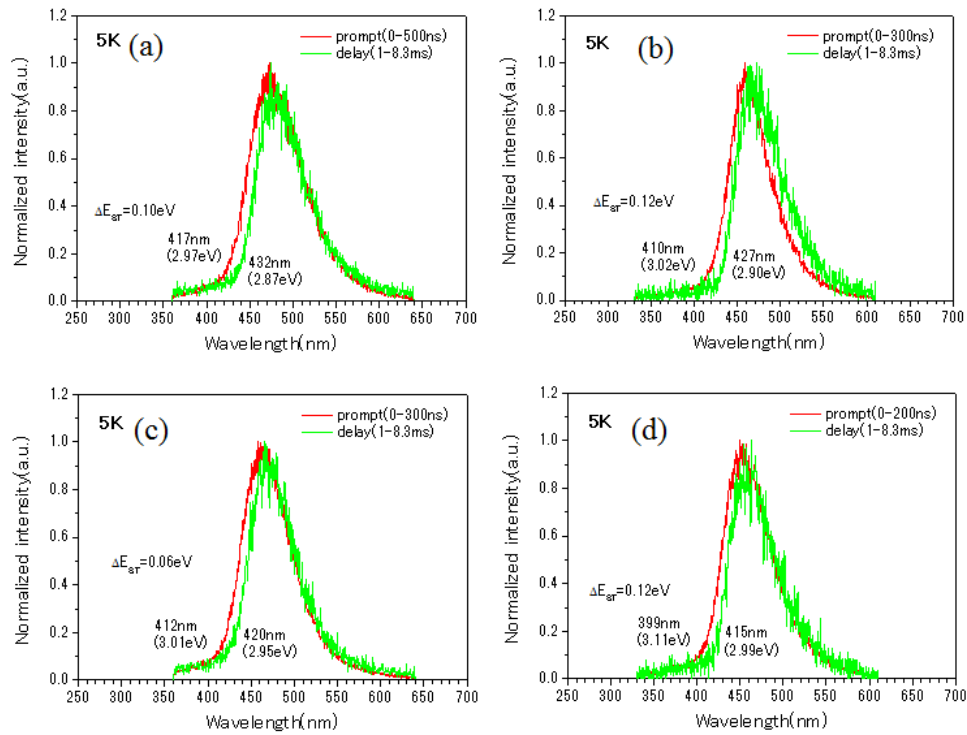 5K (a)
prompt(0-500ns)
delay(1-8.3ms)
ΔE_ST=0.10eV
417nm
(2.97eV)
432nm
(2.87eV)
Normalized intensity(a.u.)
0.0 0.2 0.4 0.6 0.8 1.0 1.2
250 300 350 400 450 500 550 600 650 700
Wavelength(nm)
5K (b)
prompt(0-300ns)
delay(1-8.3ms)
ΔE_ST=0.12eV
410nm
(3.02eV)
427nm
(2.90eV)
Normalized intensity(a.u.)
0.0 0.2 0.4 0.6 0.8 1.0 1.2
250 300 350 400 450 500 550 600 650 700
Wavelength(nm)
5K (c)
prompt(0-300ns)
delay(1-8.3ms)
ΔE_ST=0.06eV
412nm
(3.01eV)
420nm
(2.95eV)
Normalized intensity(a.u.)
0.0 0.2 0.4 0.6 0.8 1.0 1.2
250 300 350 400 450 500 550 600 650 700
Wavelength(nm)
5K (d)
prompt(0-200ns)
delay(1-8.3ms)
ΔE_ST=0.12eV
399nm
(3.11eV)
415nm
(2.99eV)
Normalized intensity(a.u.)
0.0 0.2 0.4 0.6 0.8 1.0 1.2
250 300 350 400 450 500 550 600 650 700
Wavelength(nm)